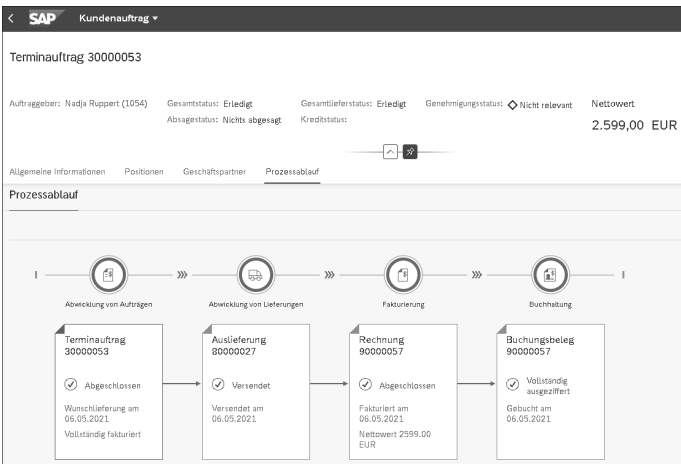 SAP Kundenauftrag
Terminauftrag 30000053
Auftraggeber: Nadja Ruppert (1054) Gesamtstatus: Erledigt Gesamtlieferstatus: Erledigt Genehmigungsstatus: Nicht relevant Nettowert
Absagestatus: Nichts abgesagt Kreditstatus: 2.599,00 EUR
Allgemeine Informationen Positionen Geschäftspartner Prozessablauf
Prozessablauf
Abwicklung von Aufträgen Abwicklung von Lieferungen Fakturierung Buchhaltung
Terminauftrag
30000053
Abgeschlossen
Wunschlieferung am
06.05.2021
Vollständig fakturiert
Auslieferung
80000027
Versendet
Versendet am
06.05.2021
Rechnung
90000057
Abgeschlossen
Fakturiert am
06.05.2021
Nettowert 2599.00
EUR
Buchungsbeleg
90000057
Vollständig
ausgeziffert
Gebucht am
06.05.2021